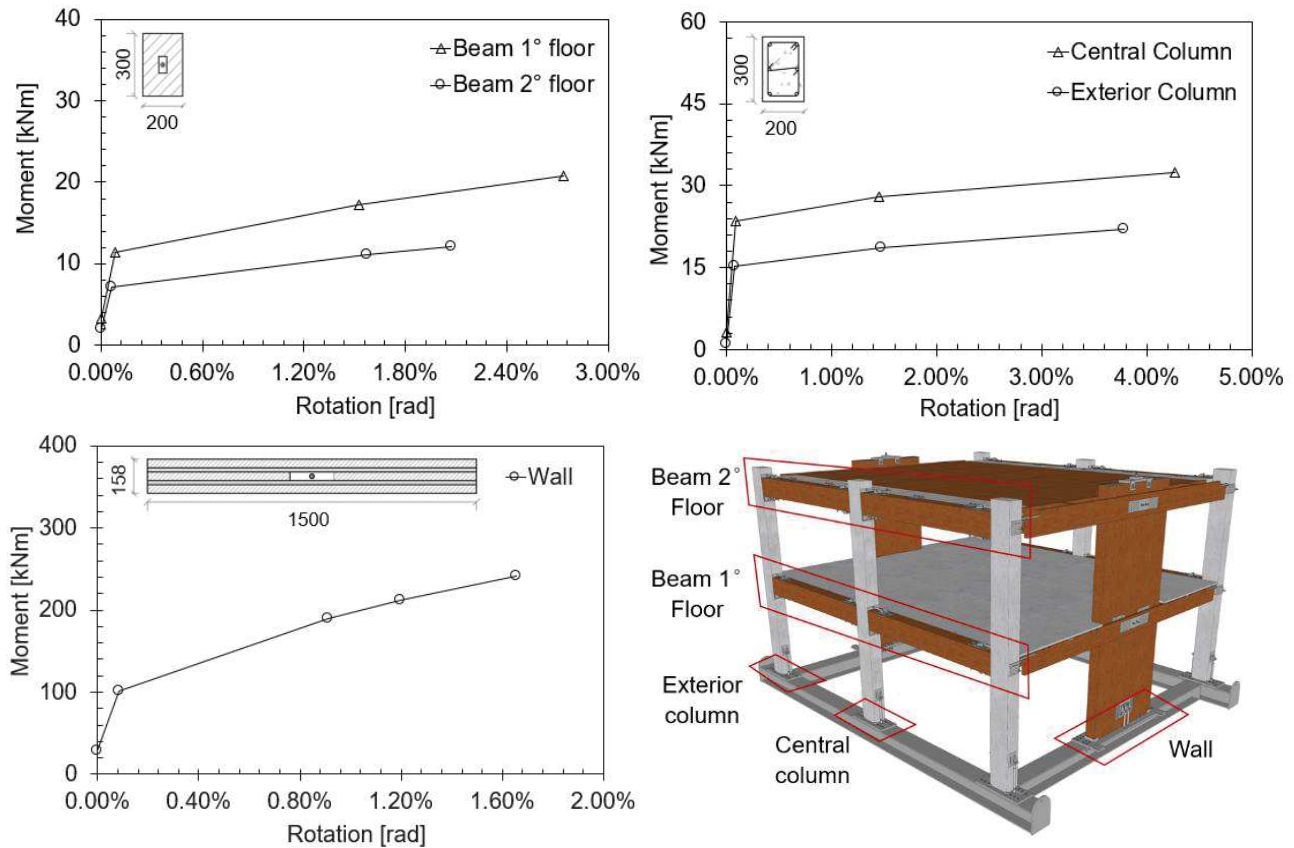 40
30
20
10
0
Moment [kNm]
300
200
Beam 1° floor
Beam 2° floor
0.00%
0.60%
1.20%
1.80%
2.40%
3.00%
Rotation [rad]
60
45
30
15
0
Moment [kNm]
300
200
Central Column
Exterior Column
0.00%
1.00%
2.00%
3.00%
4.00%
5.00%
Rotation [rad]
400
300
200
100
0
Moment [kNm]
158
1500
Wall
0.00%
0.40%
0.80%
1.20%
1.60%
2.00%
Rotation [rad]
Beam 2°
Floor
Beam 1°
Floor
Exterior
column
Central
column
Wall